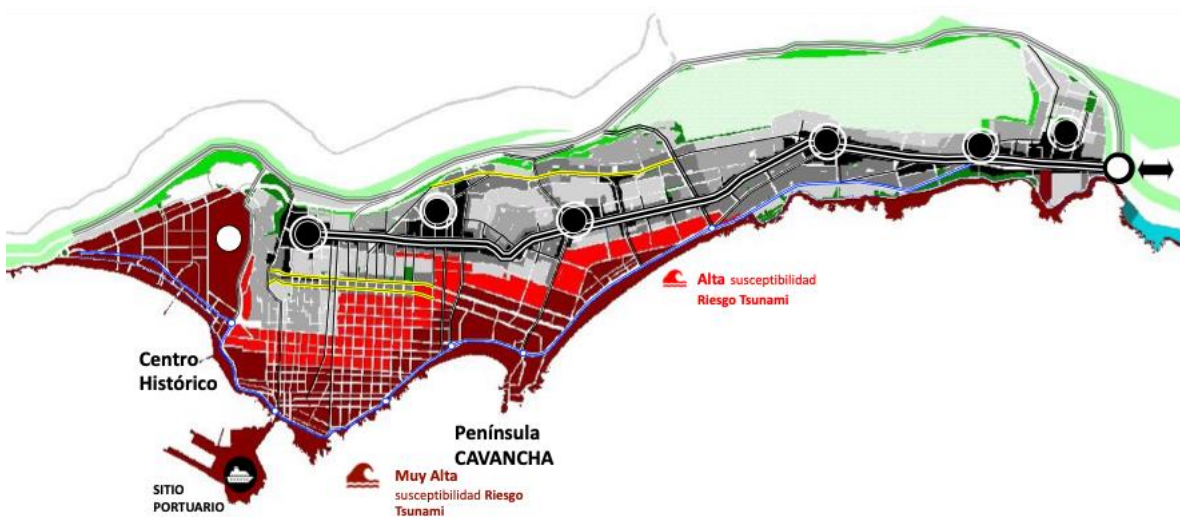 Alta susceptibilidad
Riesgo Tsunami
Centro
Histórico
Península
CAVANCHA
SITIO
PORTUARIO
Muy Alta
susceptibilidad Riesgo
Tsunami